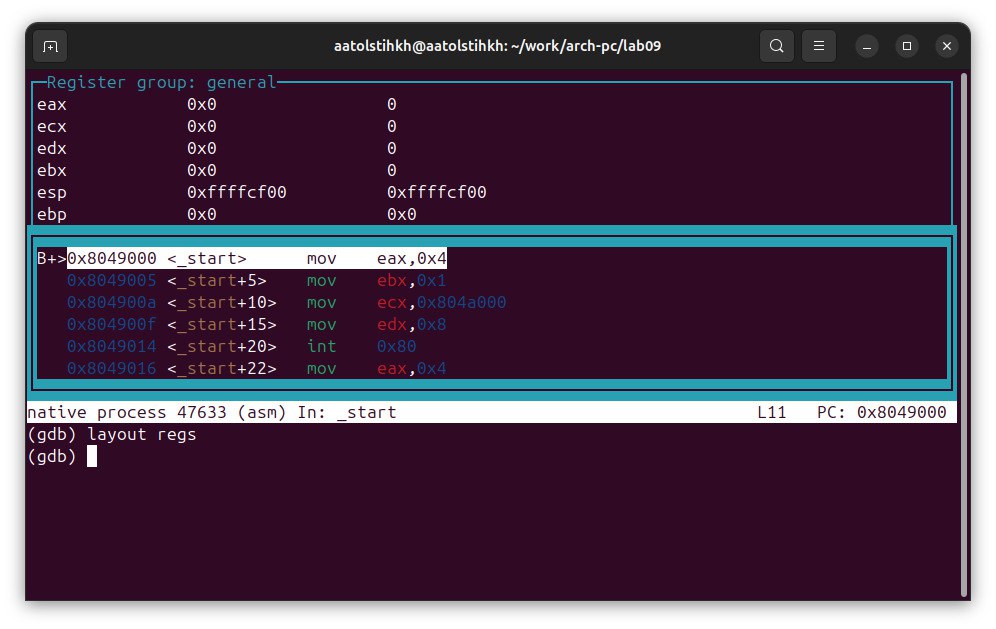 aatolstihkh@aatolstihkh: ~/work/arch-pc/lab09
Register group: general
eax 0x0 0
ecx 0x0 0
edx 0x0 0
ebx 0x0 0
esp 0xffffcf00 0xffffcf00
ebp 0x0 0x0
B+>0x8049000 <_start> mov eax,0x4
0x8049005 <_start+5> mov ebx,0x1
0x804900a <_start+10> mov ecx,0x804a000
0x804900f <_start+15> mov edx,0x8
0x8049014 <_start+20> int 0x80
0x8049016 <_start+22> mov eax,0x4
native process 47633 (asm) In: _start L11 PC: 0x8049000
(gdb) layout regs
(gdb)